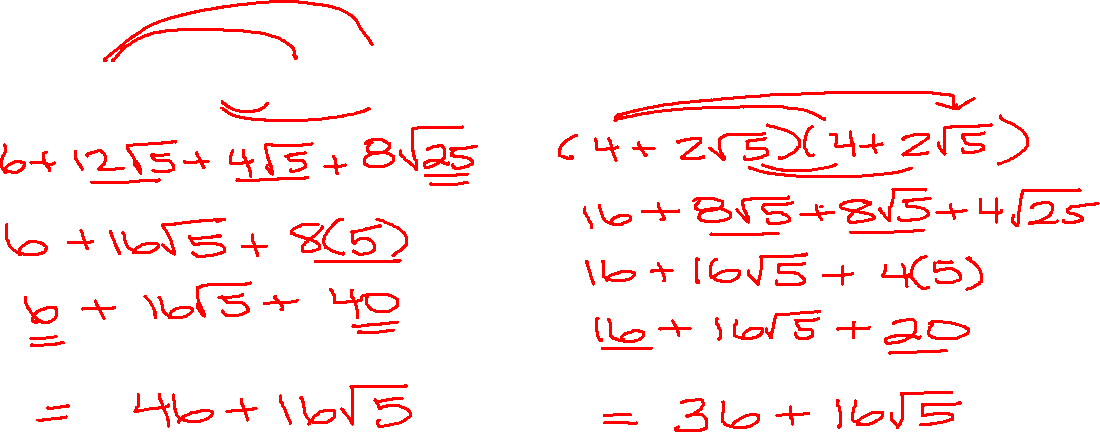 6 + 12√5 + 4√5 + 8√25
6 + 16√5 + 8(5)
6 + 16√5 + 40
= 46 + 16√5
(4 + 2√5)(4 + 2√5)
16 + 8√5 + 8√5 + 4√25
16 + 16√5 + 4(5)
16 + 16√5 + 20
= 36 + 16√5